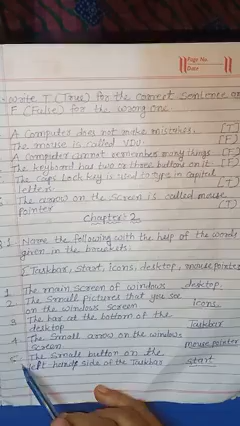 Page No.
Date
Write T (True) for the correct sentence or
F (False) for the wrong one
A Computer does not make mistakes. [T]
The mouse is called VDU. [F]
A computer cannot remember many things. [F]
The keyboard has two or three buttons on it. [F]
The Caps Lock key is used to type in capital
letters. [T]
The arrow on the screen is called mouse
pointer (T)
Chapter-2
1. Name the following with the help of the words
given in the brackets:
[Taskbar, start, icons, desktop, mouse pointer
1 The main screen of windows desktop.
2. The small pictures that you see
on the windows screen icons.
3 The bar at the bottom of the
desktop Taskbar
4. The small arrow on the windows
screen mouse pointer
5. The small button on the
left hand side of the Taskbar start